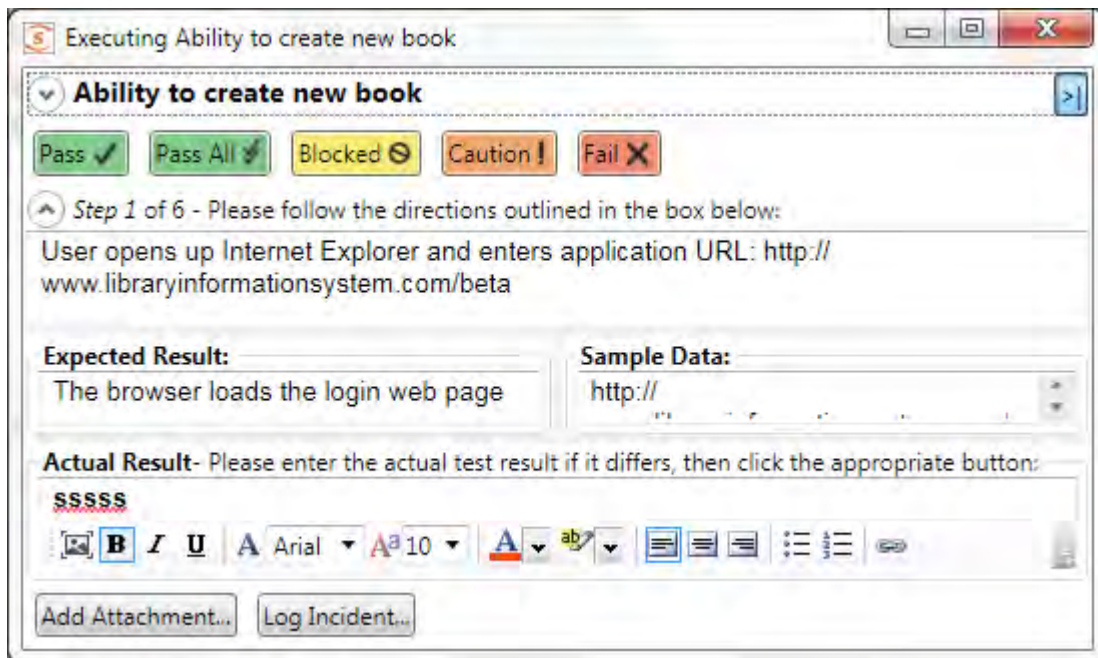 Executing Ability to create new book
Ability to create new book
Pass
Pass All
Blocked
Caution !
Fail
Step 1 of 6 - Please follow the directions outlined in the box below:
User opens up Internet Explorer and enters application URL: http://
www.libraryinformationsystem.com/beta
Expected Result:
The browser loads the login web page
Sample Data:
http://
Actual Result- Please enter the actual test result if it differs, then click the appropriate button:
sssss
B I U A Arial Aa 10 A ab
Add Attachment...
Log Incident...